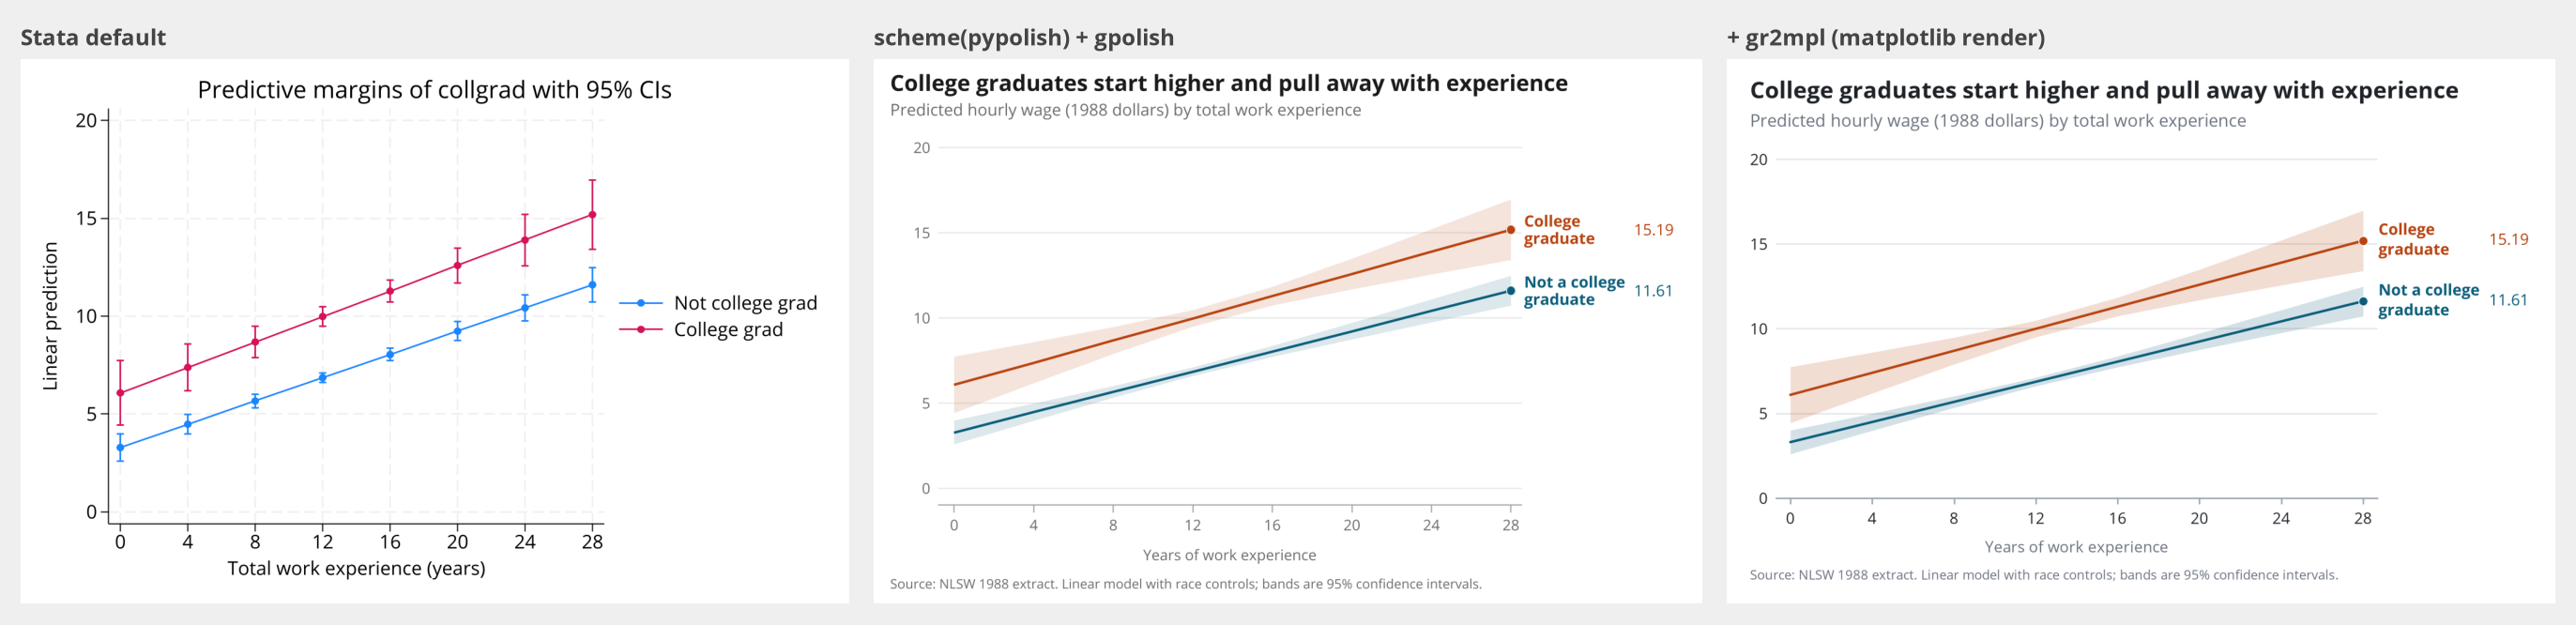 Stata default
Predictive margins of collgrad with 95% CIs
20
15
10
5
0
Linear prediction
0 4 8 12 16 20 24 28
Total work experience (years)
Not college grad
College grad
scheme(pypolish) + gpolish
College graduates start higher and pull away with experience
Predicted hourly wage (1988 dollars) by total work experience
20
15
10
5
0
College
graduate
15.19
Not a college
graduate
11.61
0 4 8 12 16 20 24 28
Years of work experience
Source: NLSW 1988 extract. Linear model with race controls; bands are 95% confidence intervals.
+ gr2mpl (matplotlib render)
College graduates start higher and pull away with experience
Predicted hourly wage (1988 dollars) by total work experience
20
15
10
5
0
College
graduate
15.19
Not a college
graduate
11.61
0 4 8 12 16 20 24 28
Years of work experience
Source: NLSW 1988 extract. Linear model with race controls; bands are 95% confidence intervals.